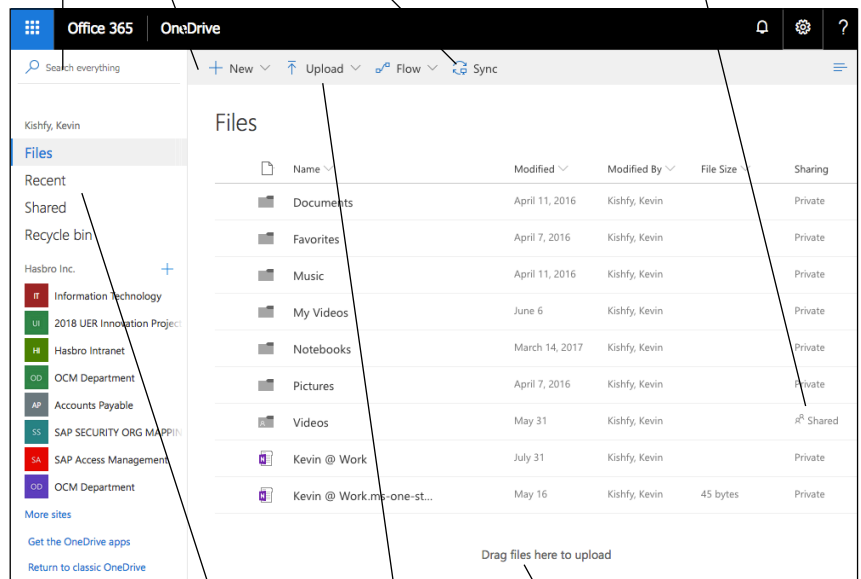 Office 365 OneDrive ?
Search everything
New Upload Flow Sync
Kishfy, Kevin
Files
Recent
Shared
Recycle bin
Hasbro Inc.
IT Information Technology
UI 2018 UER Innovation Project
HI Hasbro Intranet
OD OCM Department
AP Accounts Payable
SS SAP SECURITY ORG MAPPIN
SA SAP Access Management
OD OCM Department
More sites
Get the OneDrive apps
Return to classic OneDrive
Files
Name Modified Modified By File Size Sharing
Documents April 11, 2016 Kishfy, Kevin Private
Favorites April 7, 2016 Kishfy, Kevin Private
Music April 11, 2016 Kishfy, Kevin Private
My Videos June 6 Kishfy, Kevin Private
Notebooks March 14, 2017 Kishfy, Kevin Private
Pictures April 7, 2016 Kishfy, Kevin Private
Videos May 31 Kishfy, Kevin Shared
Kevin @ Work July 31 Kishfy, Kevin Private
Kevin @ Work.ms-one-st... May 16 Kishfy, Kevin 45 bytes Private
Drag files here to upload